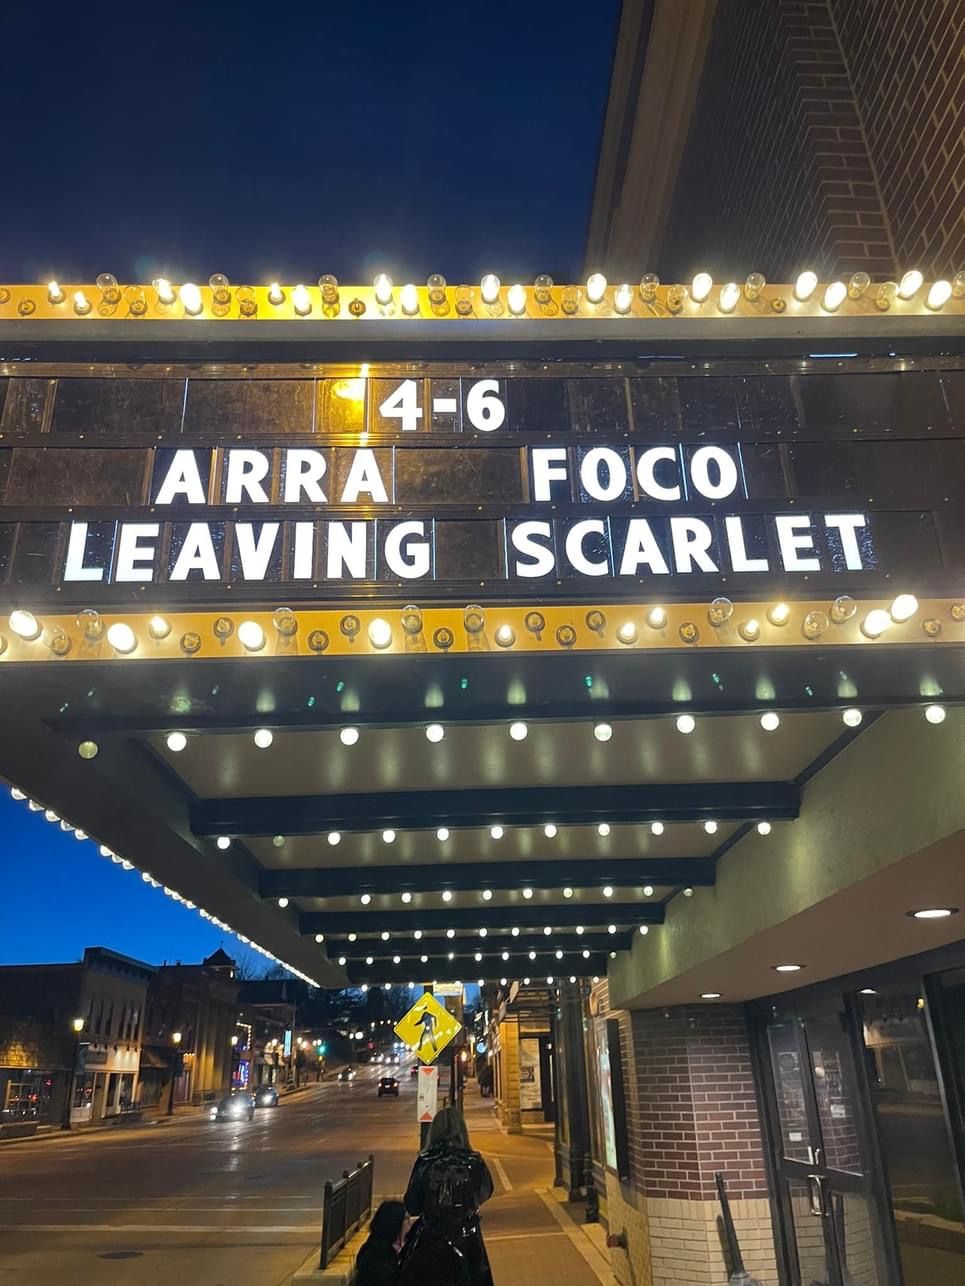 4-6
ARRA FOCO
LEAVING SCARLET